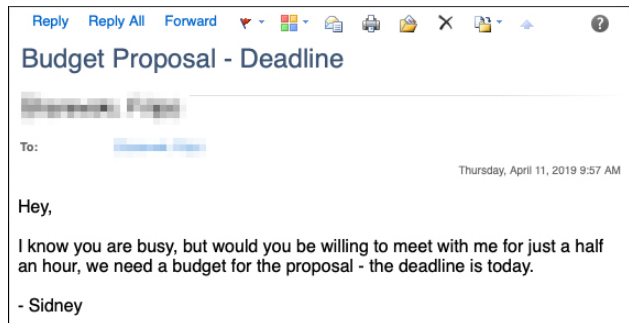 Reply Reply All Forward
Budget Proposal - Deadline
To:
Thursday, April 11, 2019 9:57 AM
Hey,
I know you are busy, but would you be willing to meet with me for just a half
an hour, we need a budget for the proposal - the deadline is today.
- Sidney